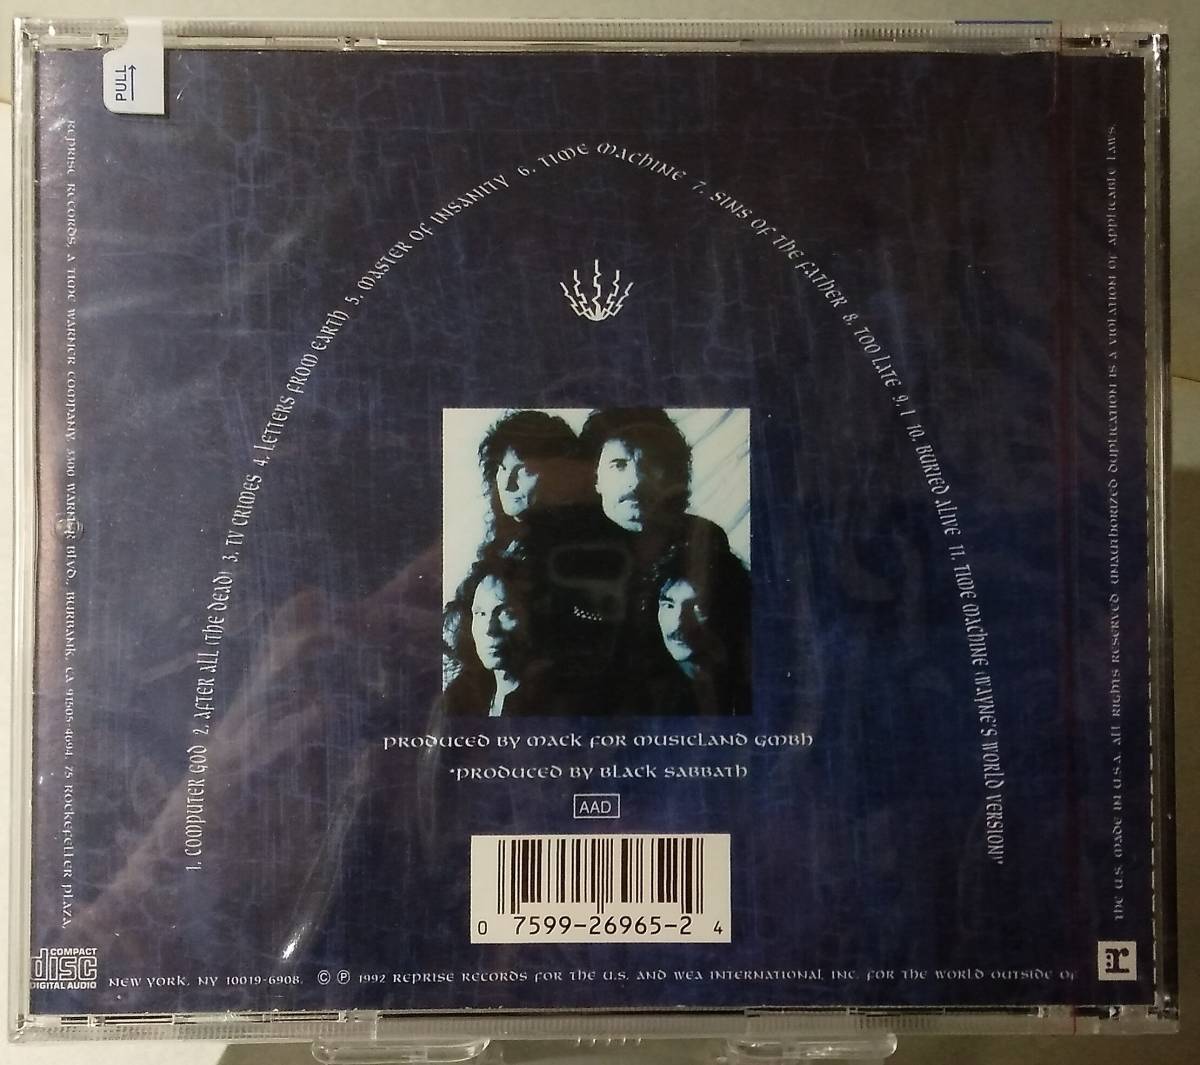 PULL
1. COMPUTER GOD 2. AFTER ALL (THE DEAD) 3. TV CRIMES 4. LETTERS FROM EARTH 5. MASTER OF INSANITY 6. TIME MACHINE 7. SINS OF THE FATHER 8. TOO LATE 9. I 10. BURIED ALIVE 11. TIME MACHINE (WAYNE'S WORLD VERSION)*
PRODUCED BY MACK FOR MUSICLAND GMBH
*PRODUCED BY BLACK SABBATH
AAD
0 7599-26965-2 4
COMPACT
disc
DIGITAL AUDIO
REPRISE RECORDS, A TIME WARNER COMPANY, 3300 WARNER BLVD., BURBANK, CA 91505-4694, 75 ROCKEFELLER PLAZA,
NEW YORK, NY 10019-6908. © ℗ 1992 REPRISE RECORDS FOR THE U.S. AND WEA INTERNATIONAL INC. FOR THE WORLD OUTSIDE OF
THE U.S. MADE IN U.S.A. ALL RIGHTS RESERVED. UNAUTHORIZED DUPLICATION IS A VIOLATION OF APPLICABLE LAWS.
r